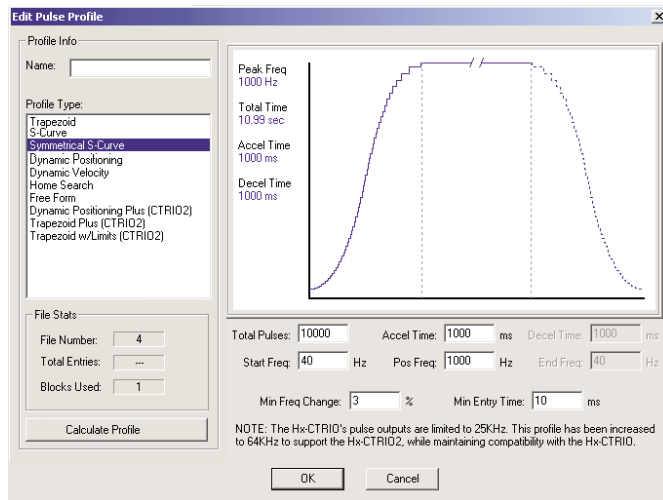 Edit Pulse Profile
Profile Info
Name:
Profile Type:
Trapezoid
S-Curve
Symmetrical S-Curve
Dynamic Positioning
Dynamic Velocity
Home Search
Free Form
Dynamic Positioning Plus (CTRIO2)
Trapezoid Plus (CTRIO2)
Trapezoid w/Limits (CTRIO2)
File Stats
File Number: 4
Total Entries: ---
Blocks Used: 1
Calculate Profile
Peak Freq
1000 Hz
Total Time
10.99 sec
Accel Time
1000 ms
Decel Time
1000 ms
Total Pulses: 10000 Accel Time: 1000 ms Decel Time: 1000 ms
Start Freq: 40 Hz Pos Freq: 1000 Hz End Freq: 40 Hz
Min Freq Change: 3 % Min Entry Time: 10 ms
NOTE: The Hx-CTRIO's pulse outputs are limited to 25KHz. This profile has been increased
to 64KHz to support the Hx-CTRIO2, while maintaining compatibility with the Hx-CTRIO.
OK Cancel